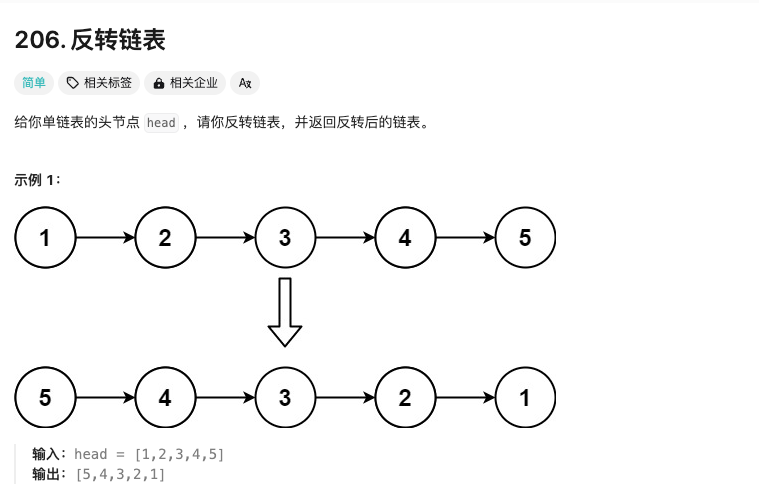 206. 反转链表
简单 相关标签 相关企业 Aあ
给你单链表的头节点 head ，请你反转链表，并返回反转后的链表。
示例 1：
1 2 3 4 5
5 4 3 2 1
输入：head = [1,2,3,4,5]
输出：[5,4,3,2,1]